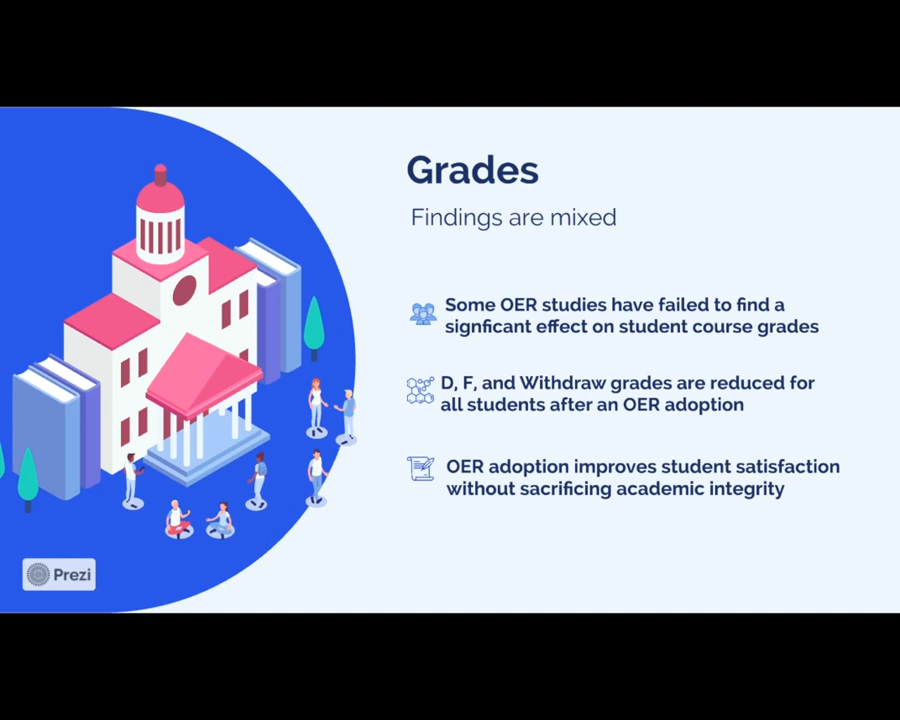 Grades
Findings are mixed
Some OER studies have failed to find a
signficant effect on student course grades
D, F, and Withdraw grades are reduced for
all students after an OER adoption
OER adoption improves student satisfaction
without sacrificing academic integrity
Prezi